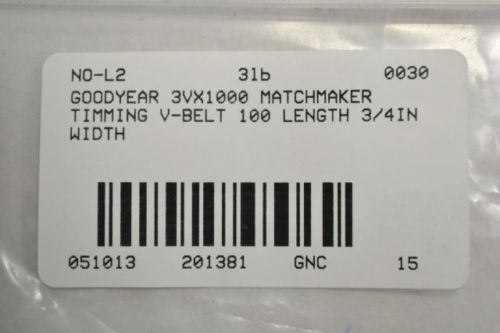 NO-L2 31b 0030
GOODYEAR 3VX1000 MATCHMAKER
TIMMING V-BELT 100 LENGTH 3/4IN
WIDTH
051013 201381 GNC 15